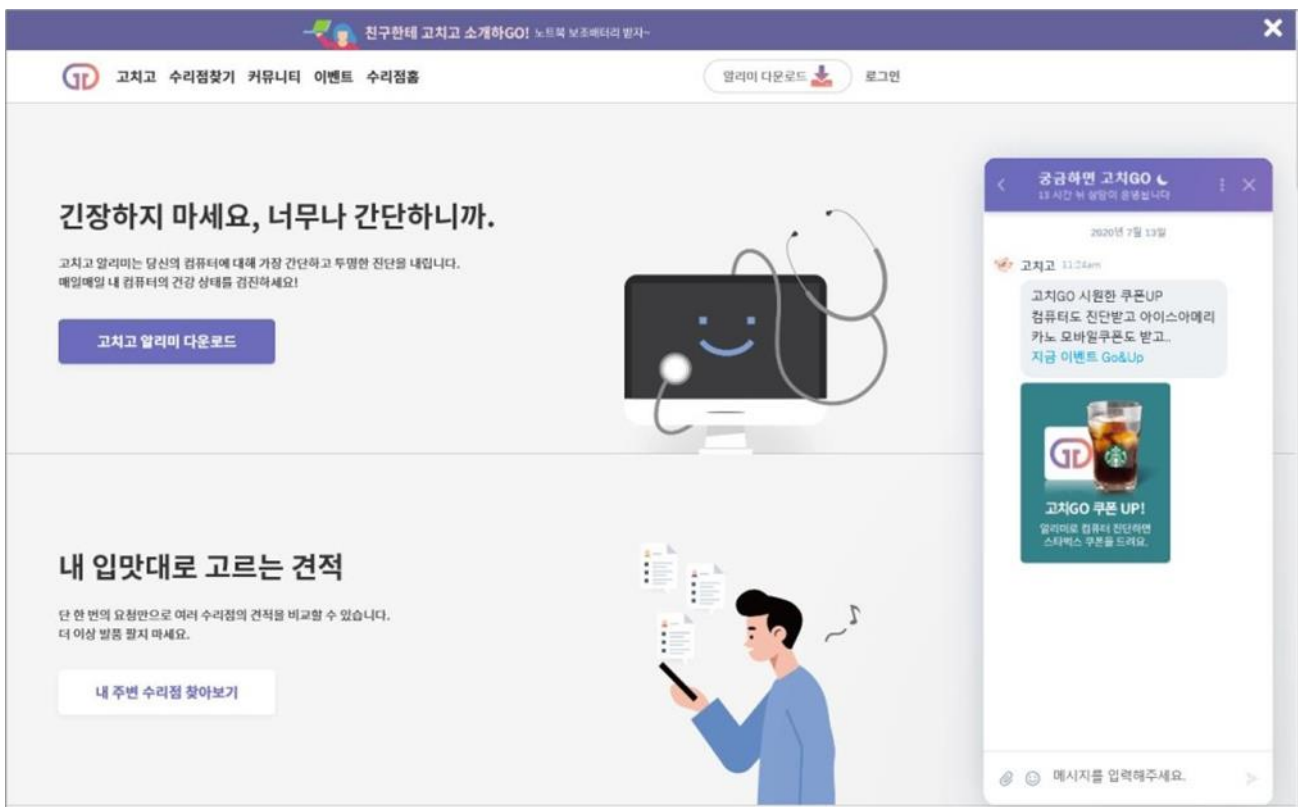 친구한테 고치고 소개하GO! 노트북 보조배터리 받자~
고치고 수리점찾기 커뮤니티 이벤트 수리점홈
알리미 다운로드 로그인
긴장하지 마세요, 너무나 간단하니까.
고치고 알리미는 당신의 컴퓨터에 대해 가장 간단하고 투명한 진단을 내립니다.
매일매일 내 컴퓨터의 건강 상태를 검진하세요!
고치고 알리미 다운로드
내 입맛대로 고르는 견적
단 한 번의 요청만으로 여러 수리점의 견적을 비교할 수 있습니다.
더 이상 발품 팔지 마세요.
내 주변 수리점 찾아보기
궁금하면 고치GO
13 시간 뒤 상담이 운영됩니다
2020년 7월 13일
고치고 11:24am
고치GO 시원한 쿠폰UP
컴퓨터도 진단받고 아이스아메리
카노 모바일쿠폰도 받고..
지금 이벤트 Go&Up
고치GO 쿠폰 UP!
알리미로 컴퓨터 진단하면
스타벅스 쿠폰을 드려요.
메시지를 입력해주세요.